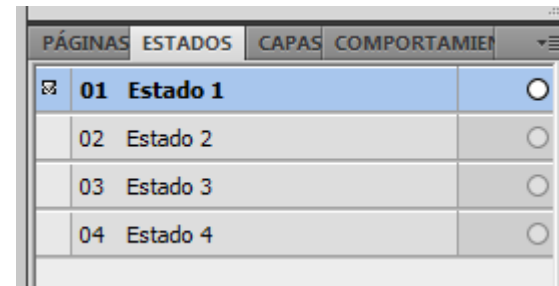 PÁGINAS ESTADOS CAPAS COMPORTAMIEN
01 Estado 1
02 Estado 2
03 Estado 3
04 Estado 4